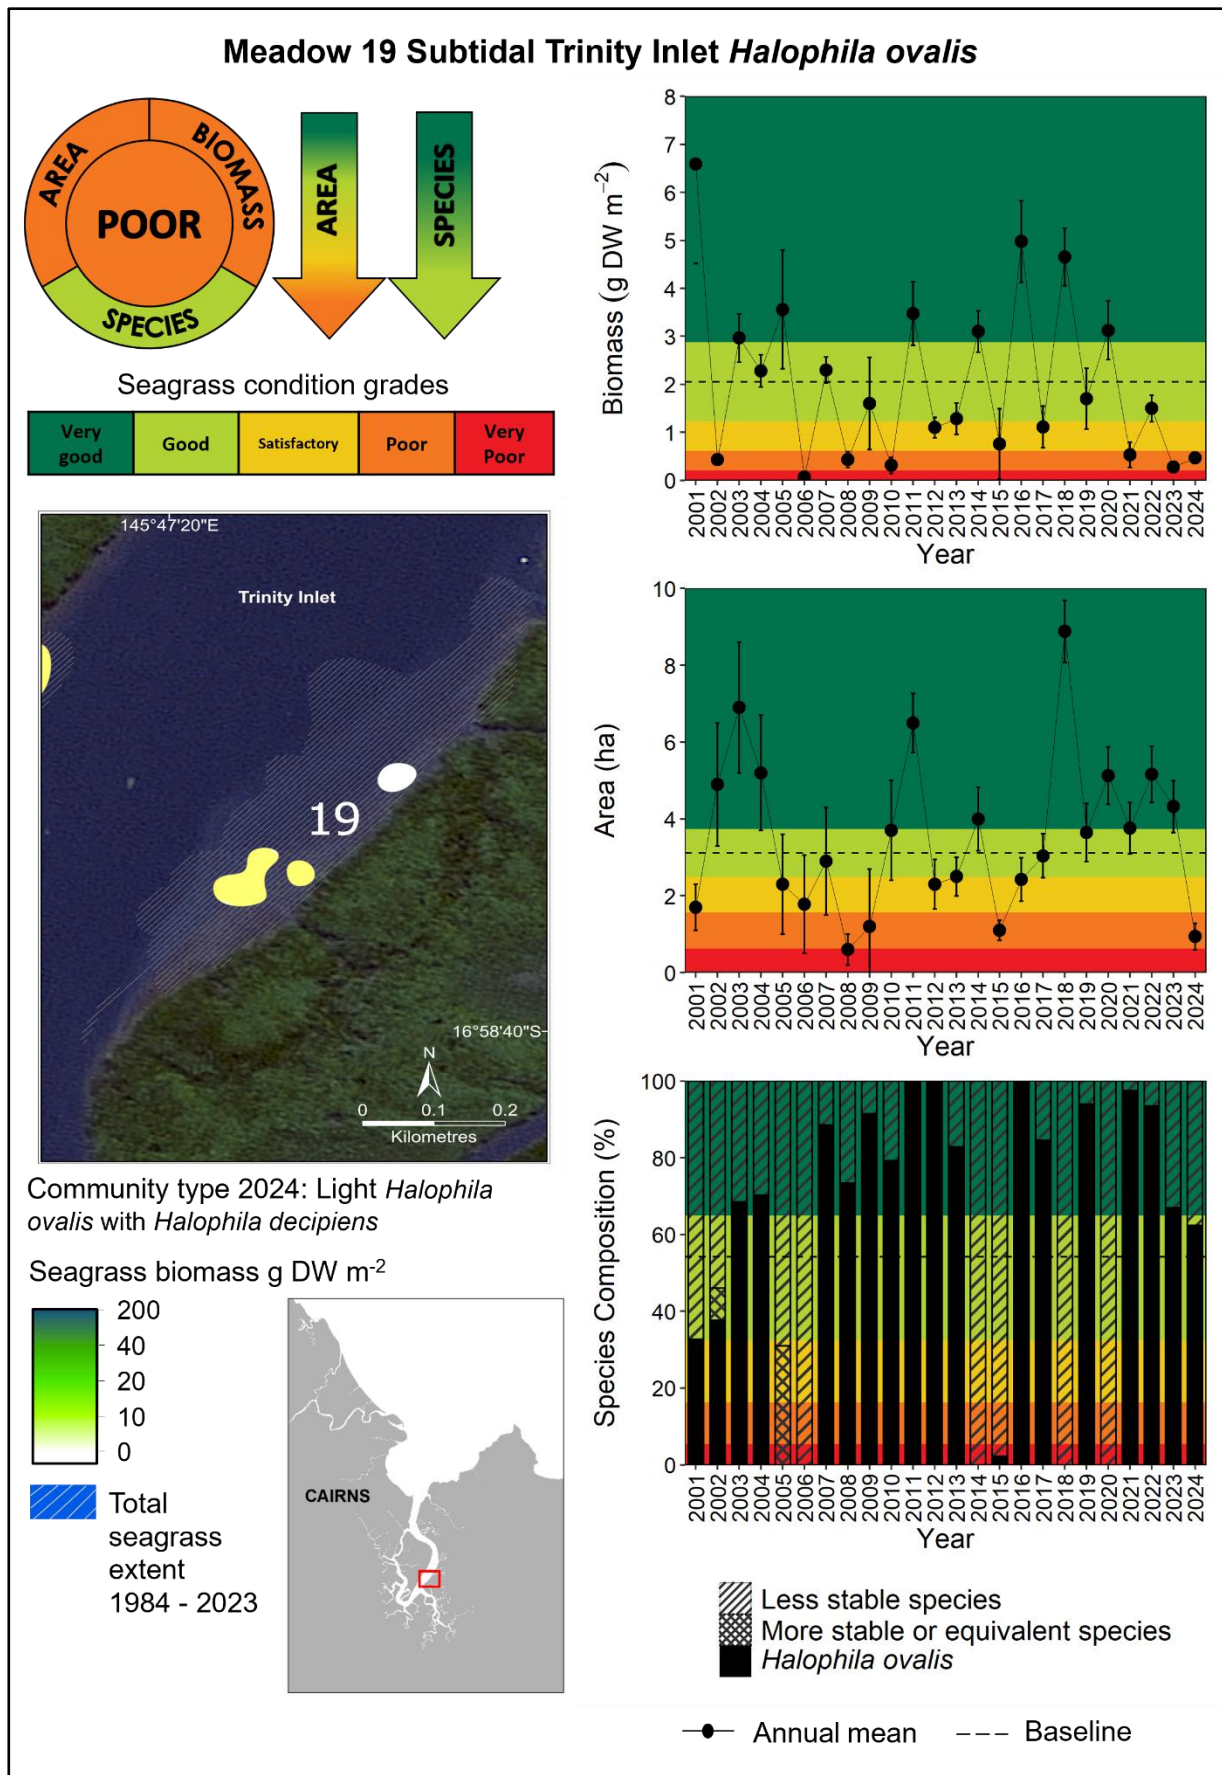 Meadow 19 Subtidal Trinity Inlet Halophila ovalis
AREA
BIOMASS
POOR
SPECIES
AREA
SPECIES
Seagrass condition grades
Very good
Good
Satisfactory
Poor
Very Poor
145°47'20"E
Trinity Inlet
19
16°58'40"S
N
0 0.1 0.2
Kilometres
Community type 2024: Light Halophila
ovalis with Halophila decipiens
Seagrass biomass g DW m-2
200
40
20
10
0
Total
seagrass
extent
1984 - 2023
CAIRNS
Biomass (g DW m−2)
8
7
6
5
4
3
2
1
0
2001 2002 2003 2004 2005 2006 2007 2008 2009 2010 2011 2012 2013 2014 2015 2016 2017 2018 2019 2020 2021 2022 2023 2024
Year
Area (ha)
10
8
6
4
2
0
2001 2002 2003 2004 2005 2006 2007 2008 2009 2010 2011 2012 2013 2014 2015 2016 2017 2018 2019 2020 2021 2022 2023 2024
Year
Species Composition (%)
100
80
60
40
20
0
2001 2002 2003 2004 2005 2006 2007 2008 2009 2010 2011 2012 2013 2014 2015 2016 2017 2018 2019 2020 2021 2022 2023 2024
Year
Less stable species
More stable or equivalent species
Halophila ovalis
Annual mean
Baseline